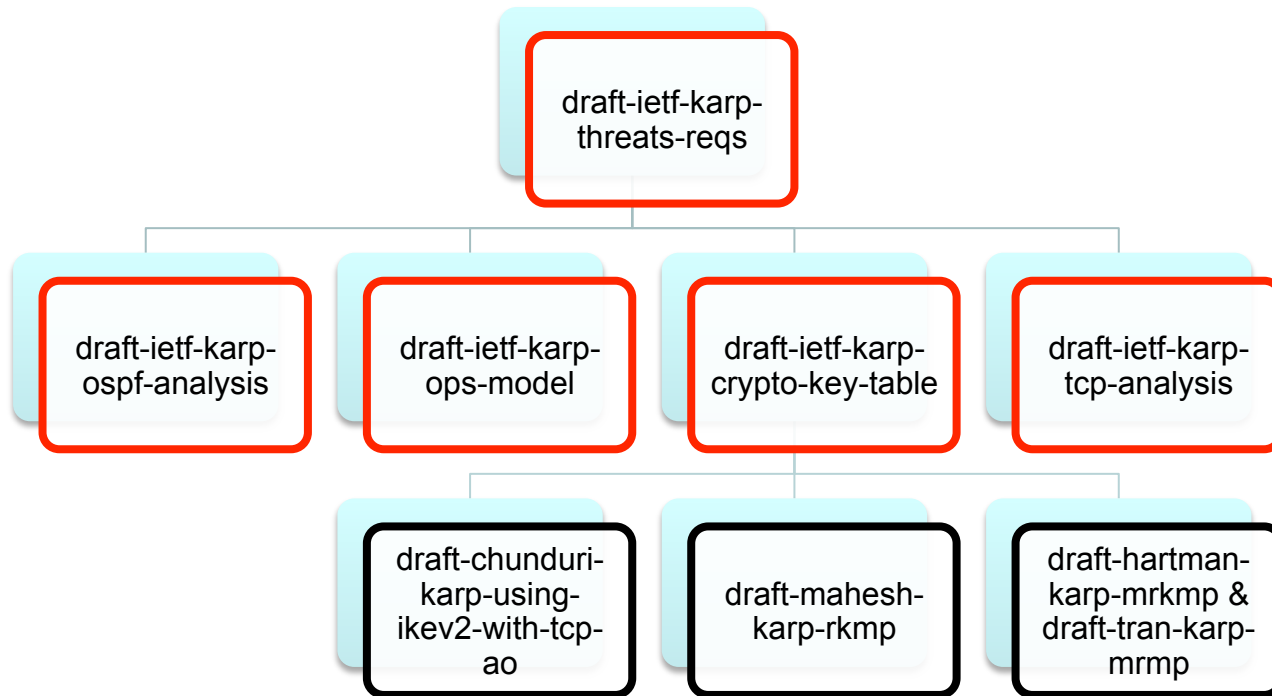 draft-ietf-karp-
threats-reqs
draft-ietf-karp-
ospf-analysis
draft-ietf-karp-
ops-model
draft-ietf-karp-
crypto-key-table
draft-ietf-karp-
tcp-analysis
draft-chunduri-
karp-using-
ikev2-with-tcp-
ao
draft-mahesh-
karp-rkmp
draft-hartman-
karp-mrkmp &
draft-tran-karp-
mrmp